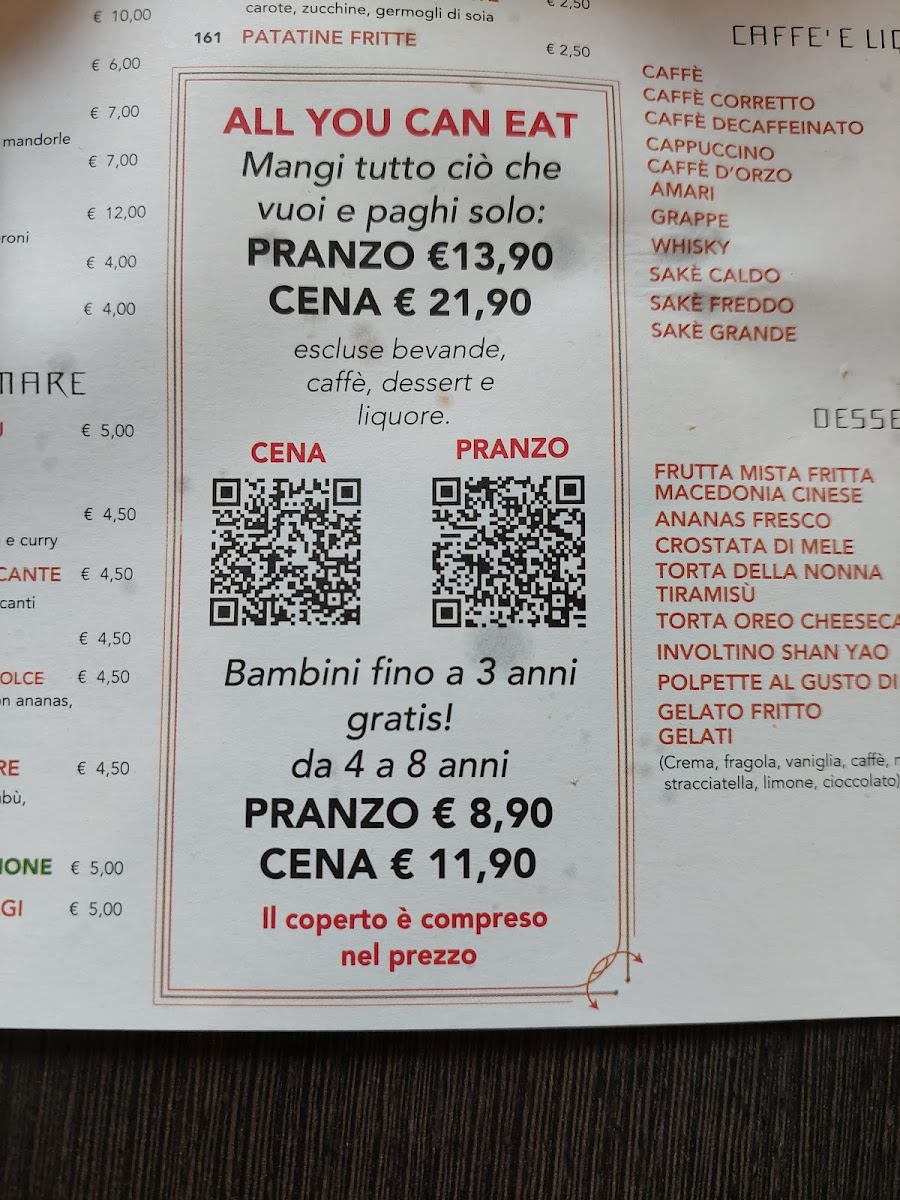 € 10,00
€ 6,00
€ 7,00
mandorle
€ 7,00
€ 12,00
roni
€ 4,00
€ 4,00
MARE
€ 5,00
€ 4,50
e curry
CANTE € 4,50
canti
€ 4,50
OLCE € 4,50
on ananas,
RE € 4,50
bù,
IONE € 5,00
GI € 5,00
€ 2,50
carote, zucchine, germogli di soia
161 PATATINE FRITTE € 2,50
ALL YOU CAN EAT
Mangi tutto ciò che
vuoi e paghi solo:
PRANZO €13,90
CENA € 21,90
escluse bevande,
caffè, dessert e
liquore.
CENA PRANZO
Bambini fino a 3 anni
gratis!
da 4 a 8 anni
PRANZO € 8,90
CENA € 11,90
Il coperto è compreso
nel prezzo
CAFFE' E LIQ
CAFFÈ
CAFFÈ CORRETTO
CAFFÈ DECAFFEINATO
CAPPUCCINO
CAFFÈ D'ORZO
AMARI
GRAPPE
WHISKY
SAKÈ CALDO
SAKÈ FREDDO
SAKÈ GRANDE
DESSE
FRUTTA MISTA FRITTA
MACEDONIA CINESE
ANANAS FRESCO
CROSTATA DI MELE
TORTA DELLA NONNA
TIRAMISÙ
TORTA OREO CHEESECA
INVOLTINO SHAN YAO
POLPETTE AL GUSTO DI
GELATO FRITTO
GELATI
(Crema, fragola, vaniglia, caffè,
stracciatella, limone, cioccolato)